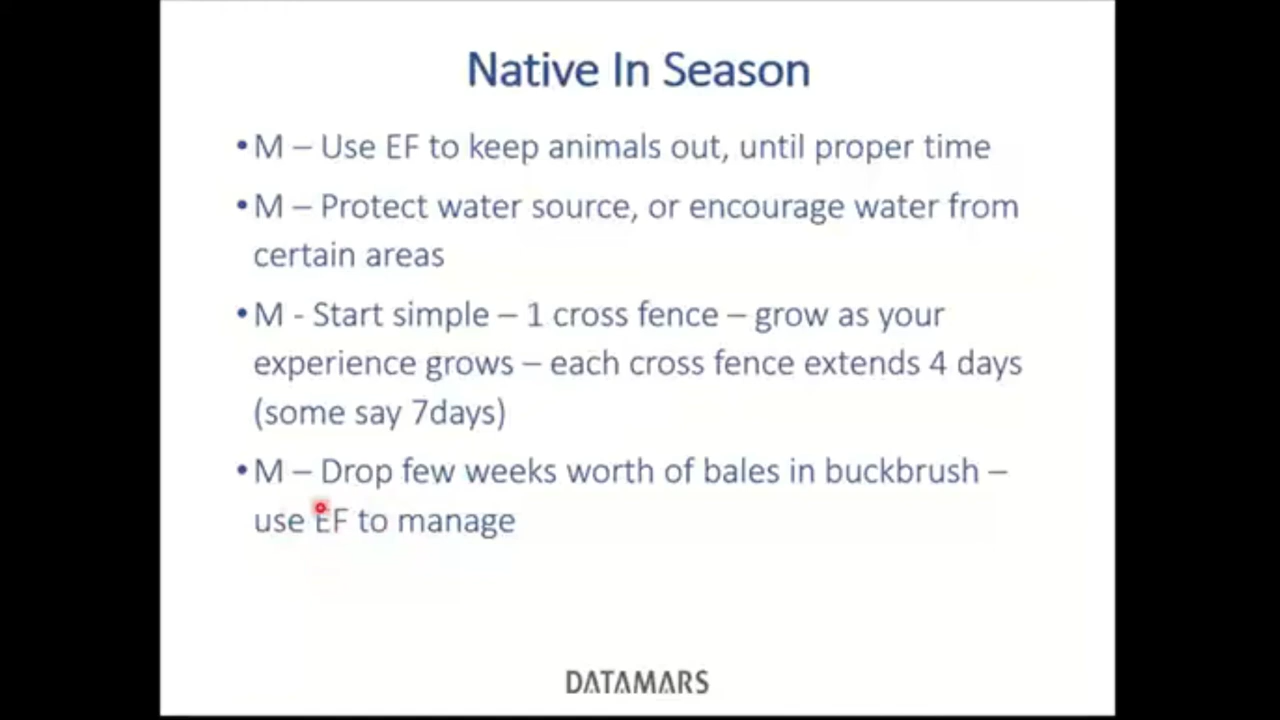 Native In Season
• M – Use EF to keep animals out, until proper time
• M – Protect water source, or encourage water from
certain areas
• M - Start simple – 1 cross fence – grow as your
experience grows – each cross fence extends 4 days
(some say 7days)
• M – Drop few weeks worth of bales in buckbrush –
use EF to manage
DATAMARS